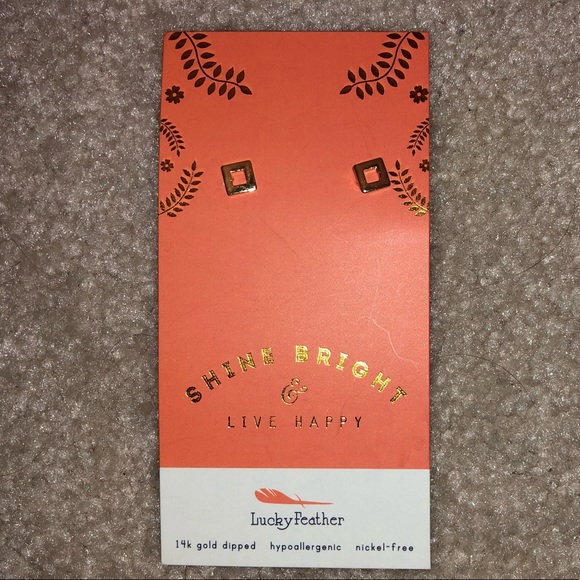 SHINE BRIGHT
&
LIVE HAPPY
LuckyFeather
14k gold dipped hypoallergenic nickel-free